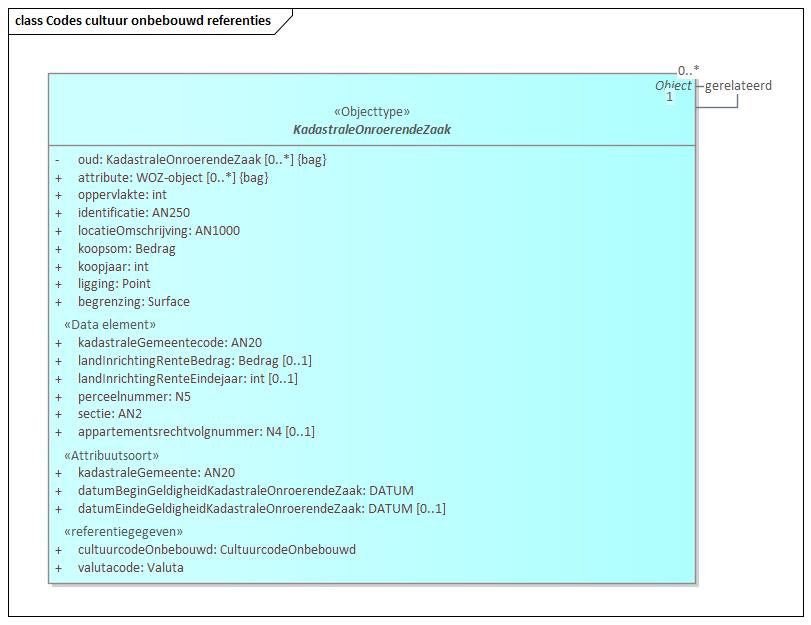 class Codes cultuur onbebouwd referenties
0..*
Object
gerelateerd
1
«Objecttype»
KadastraleOnroerendeZaak
- oud: KadastraleOnroerendeZaak [0..*] {bag}
+ attribute: WOZ-object [0..*] {bag}
+ oppervlakte: int
+ identificatie: AN250
+ locatieOmschrijving: AN1000
+ koopsom: Bedrag
+ koopjaar: int
+ ligging: Point
+ begrenzing: Surface
«Data element»
+ kadastraleGemeentecode: AN20
+ landInrichtingRenteBedrag: Bedrag [0..1]
+ landInrichtingRenteEindejaar: int [0..1]
+ perceelnummer: N5
+ sectie: AN2
+ appartementsrechtvolgnummer: N4 [0..1]
«Attribuutsoort»
+ kadastraleGemeente: AN20
+ datumBeginGeldigheidKadastraleOnroerendeZaak: DATUM
+ datumEindeGeldigheidKadastraleOnroerendeZaak: DATUM [0..1]
«referentiegegeven»
+ cultuurcodeOnbebouwd: CultuurcodeOnbebouwd
+ valutacode: Valuta